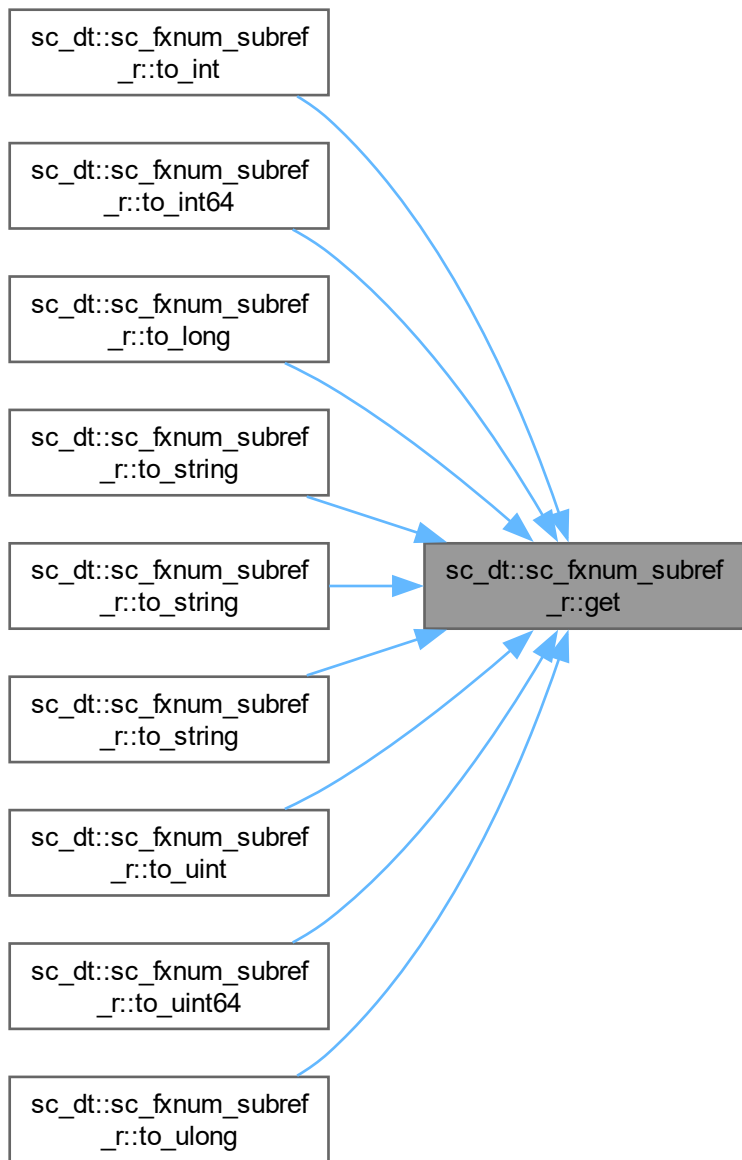 sc_dt::sc_fxnum_subref
_r::to_int
sc_dt::sc_fxnum_subref
_r::to_int64
sc_dt::sc_fxnum_subref
_r::to_long
sc_dt::sc_fxnum_subref
_r::to_string
sc_dt::sc_fxnum_subref
_r::to_string
sc_dt::sc_fxnum_subref
_r::get
sc_dt::sc_fxnum_subref
_r::to_string
sc_dt::sc_fxnum_subref
_r::to_uint
sc_dt::sc_fxnum_subref
_r::to_uint64
sc_dt::sc_fxnum_subref
_r::to_ulong